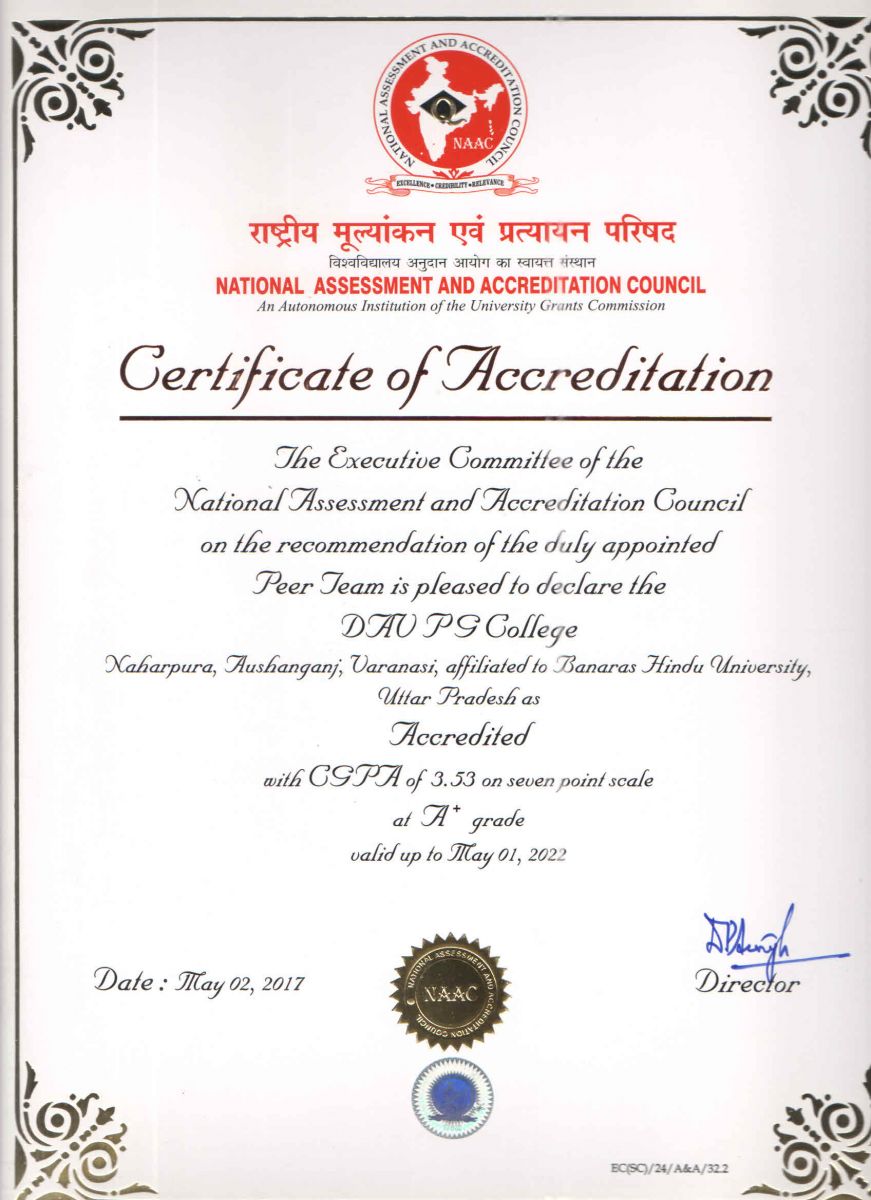 NATIONAL ASSESSMENT AND ACCREDITATION COUNCIL
Q
NAAC
EXCELLENCE • CREDIBILITY • RELEVANCE
राष्ट्रीय मूल्यांकन एवं प्रत्यायन परिषद
विश्वविद्यालय अनुदान आयोग का स्वायत्त संस्थान
NATIONAL ASSESSMENT AND ACCREDITATION COUNCIL
An Autonomous Institution of the University Grants Commission
Certificate of Accreditation
The Executive Committee of the
National Assessment and Accreditation Council
on the recommendation of the duly appointed
Peer Team is pleased to declare the
DAV PG College
Naharpura, Aushanganj, Varanasi, affiliated to Banaras Hindu University,
Uttar Pradesh as
Accredited
with CGPA of 3.53 on seven point scale
at A+ grade
valid up to May 01, 2022
Date : May 02, 2017
NATIONAL ASSESSMENT AND ACCREDITATION COUNCIL
NAAC
Director
EC(SC)/24/A&A/32.2